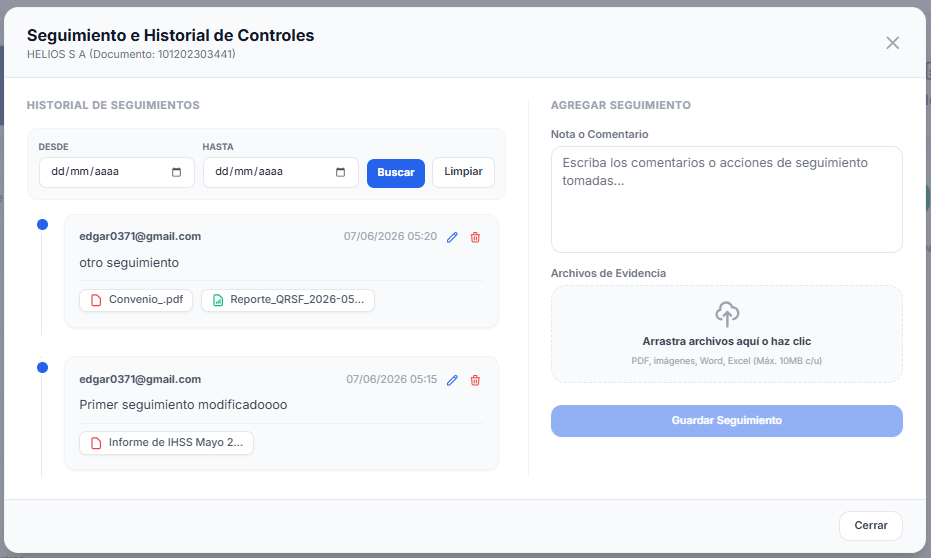 Seguimiento e Historial de Controles
HELIOS S A (Documento: 101202303441)
HISTORIAL DE SEGUIMIENTOS
DESDE
HASTA
dd/mm/aaaa
dd/mm/aaaa
Buscar
Limpiar
edgar0371@gmail.com
07/06/2026 05:20
otro seguimiento
Convenio_.pdf
Reporte_QRSF_2026-05...
edgar0371@gmail.com
07/06/2026 05:15
Primer seguimiento modificadoooo
Informe de IHSS Mayo 2...
AGREGAR SEGUIMIENTO
Nota o Comentario
Escriba los comentarios o acciones de seguimiento
tomadas...
Archivos de Evidencia
Arrastra archivos aquí o haz clic
PDF, imágenes, Word, Excel (Máx. 10MB c/u)
Guardar Seguimiento
Cerrar